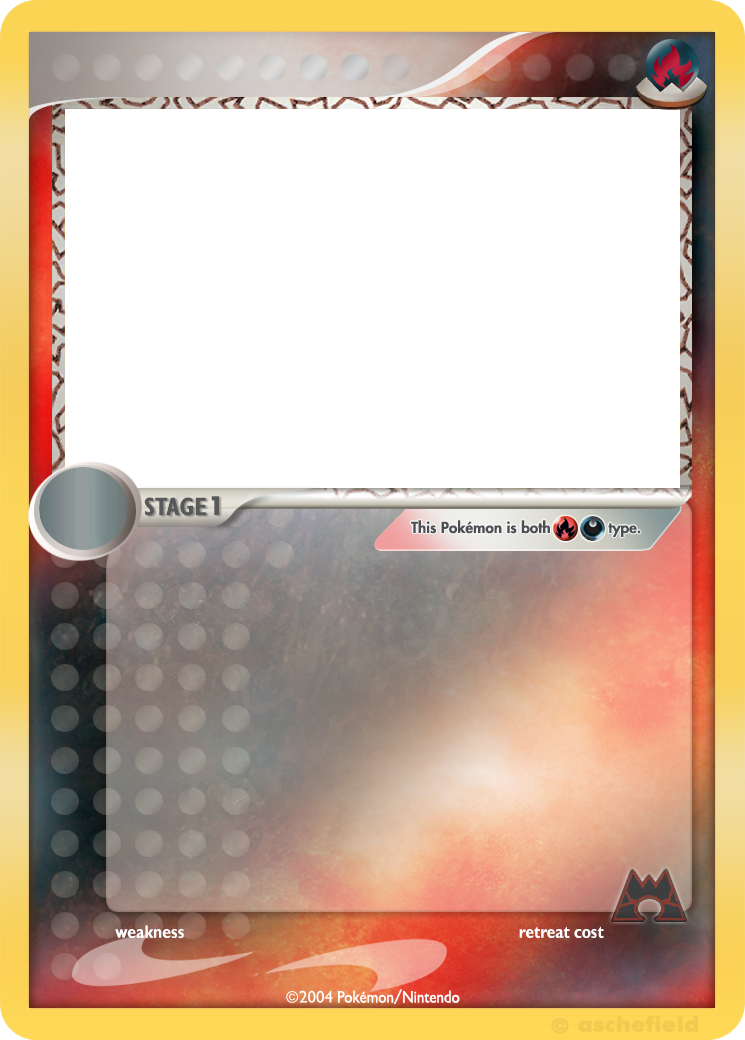 STAGE 1
This Pokémon is both type.
weakness
retreat cost
©2004 Pokémon/Nintendo
© aschefield